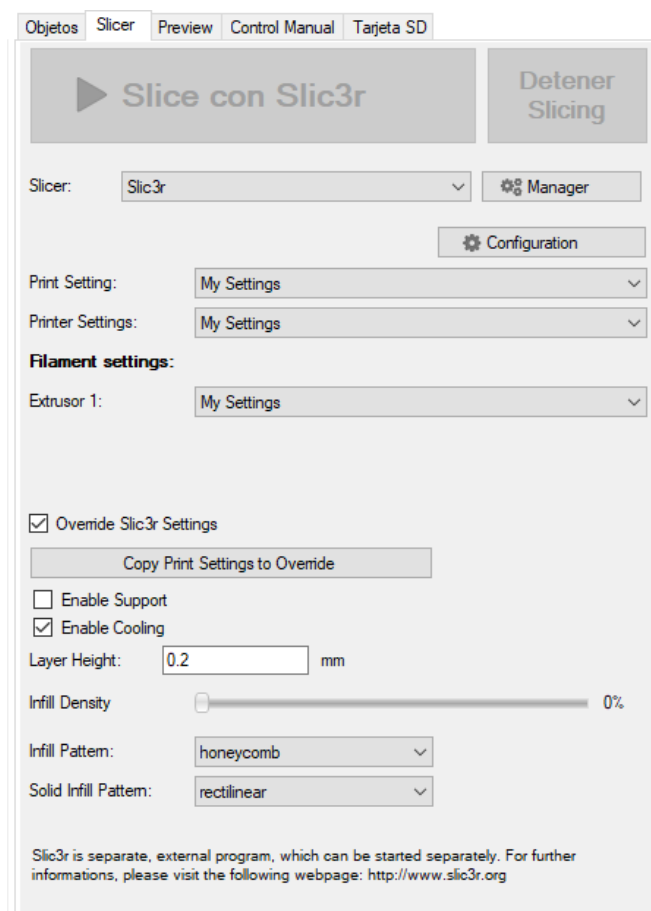 Objetos Slicer Preview Control Manual Tarjeta SD
Slice con Slic3r
Detener
Slicing
Slicer: Slic3r Manager
Configuration
Print Setting: My Settings
Printer Settings: My Settings
Filament settings:
Extrusor 1: My Settings
Override Slic3r Settings
Copy Print Settings to Override
Enable Support
Enable Cooling
Layer Height: 0.2 mm
Infill Density 0%
Infill Pattern: honeycomb
Solid Infill Pattern: rectilinear
Slic3r is separate, external program, which can be started separately. For further
informations, please visit the following webpage: http://www.slic3r.org